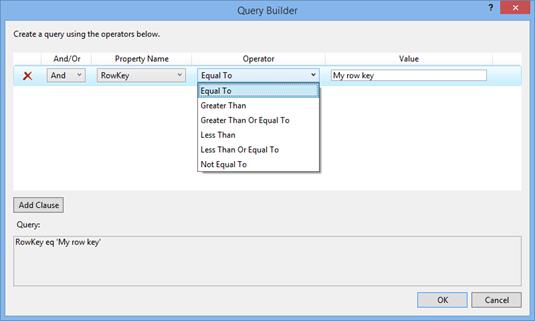 Query Builder
?
Create a query using the operators below.
And/Or Property Name Operator Value
And RowKey Equal To My row key
Equal To
Greater Than
Greater Than Or Equal To
Less Than
Less Than Or Equal To
Not Equal To
Add Clause
Query:
RowKey eq 'My row key'
OK Cancel